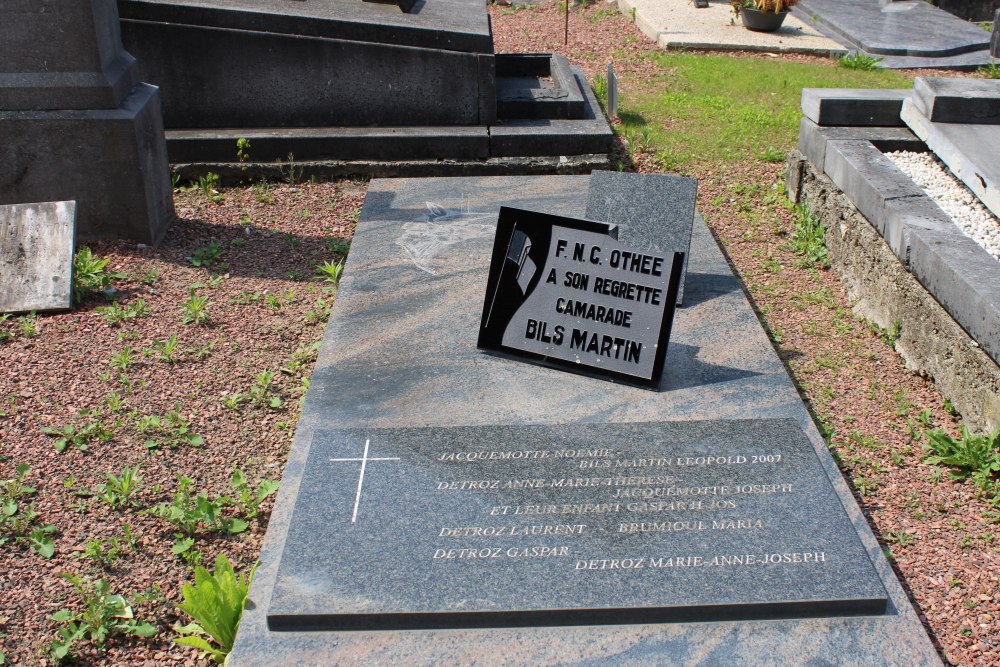 F. N. C. OTHEE
A SON REGRETTE
CAMARADE
BILS MARTIN
JACQUEMOTTE NOEMIE-
BILS MARTIN LEOPOLD 2007
DETROZ ANNE-MARIE-THERESE-
JACQUEMOTTE JOSEPH
ET LEUR ENFANT GASPARD JOS
DETROZ LAURENT - BRUMIOUL MARIA
DETROZ GASPAR-
DETROZ MARIE-ANNE-JOSEPH